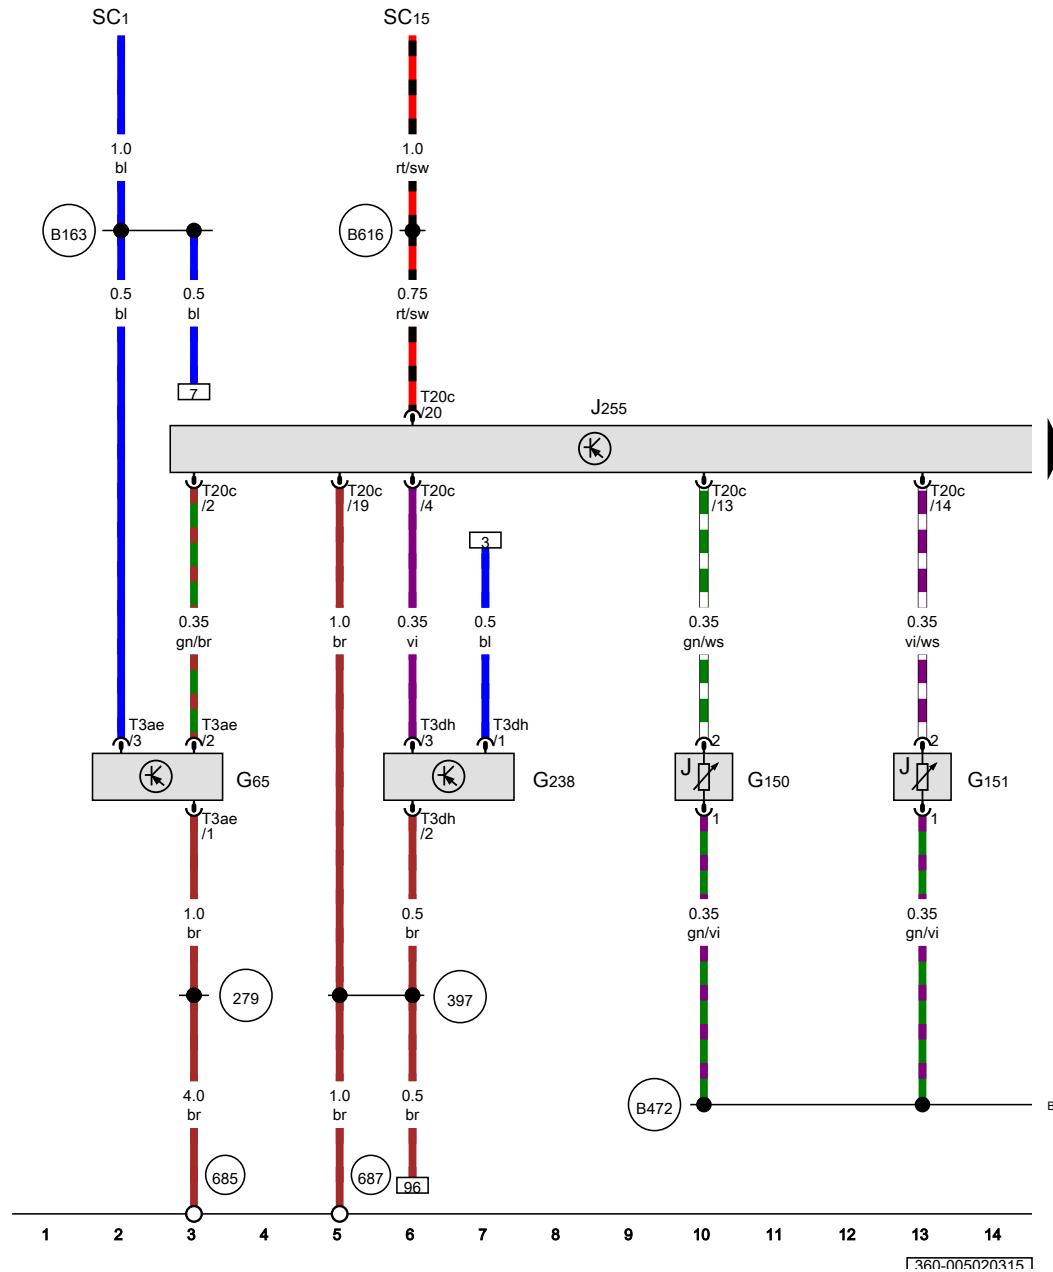 SC1 SC15
1.0 1.0
bl rt/sw
B163 B616
0.5 0.5 0.75
bl bl rt/sw
7
T20c
/20
J255
T20c T20c T20c T20c T20c
/2 /19 /4 /13 /14
3
0.35 1.0 0.35 0.5 0.35 0.35
gn/br br vi bl gn/ws vi/ws
T3ae T3ae T3dh T3dh
/3 /2 /3 /1 2 2
J J
G65 G238 G150 G151
T3ae T3dh 1 1
/1 /2
1.0 0.5 0.35 0.35
br br gn/vi gn/vi
279 397
4.0 1.0 0.5
br br br
B472
B
685 687 96
1 2 3 4 5 6 7 8 9 10 11 12 13 14
360-005020315